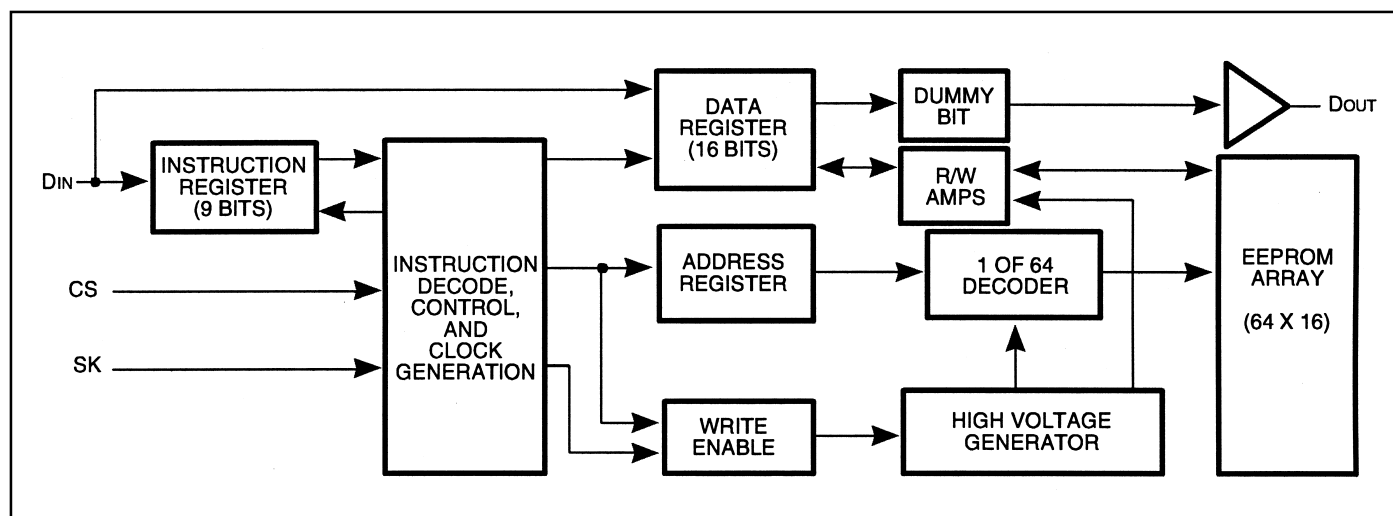 DIN
INSTRUCTION
REGISTER
(9 BITS)
CS
SK
INSTRUCTION
DECODE,
CONTROL,
AND
CLOCK
GENERATION
DATA
REGISTER
(16 BITS)
DUMMY
BIT
DOUT
R/W
AMPS
ADDRESS
REGISTER
1 OF 64
DECODER
EEPROM
ARRAY
(64 X 16)
WRITE
ENABLE
HIGH VOLTAGE
GENERATOR